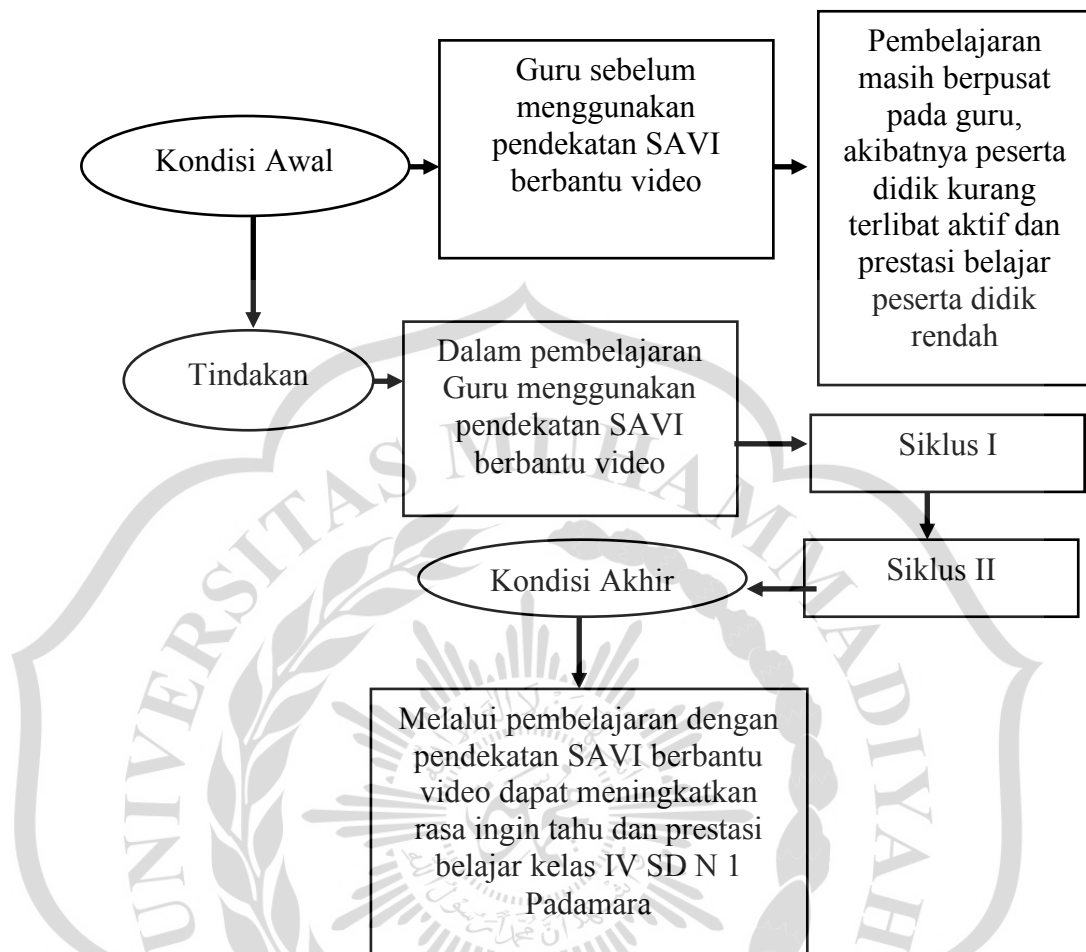 Kondisi Awal
Guru sebelum
menggunakan
pendekatan SAVI
berbantu video
Pembelajaran
masih berpusat
pada guru,
akibatnya peserta
didik kurang
terlibat aktif dan
prestasi belajar
peserta didik
rendah
Tindakan
Dalam pembelajaran
Guru menggunakan
pendekatan SAVI
berbantu video
Siklus I
Siklus II
Kondisi Akhir
Melalui pembelajaran dengan
pendekatan SAVI berbantu
video dapat meningkatkan
rasa ingin tahu dan prestasi
belajar kelas IV SD N 1
Padamara
UNIVERSITAS MUHAMMADIYAH